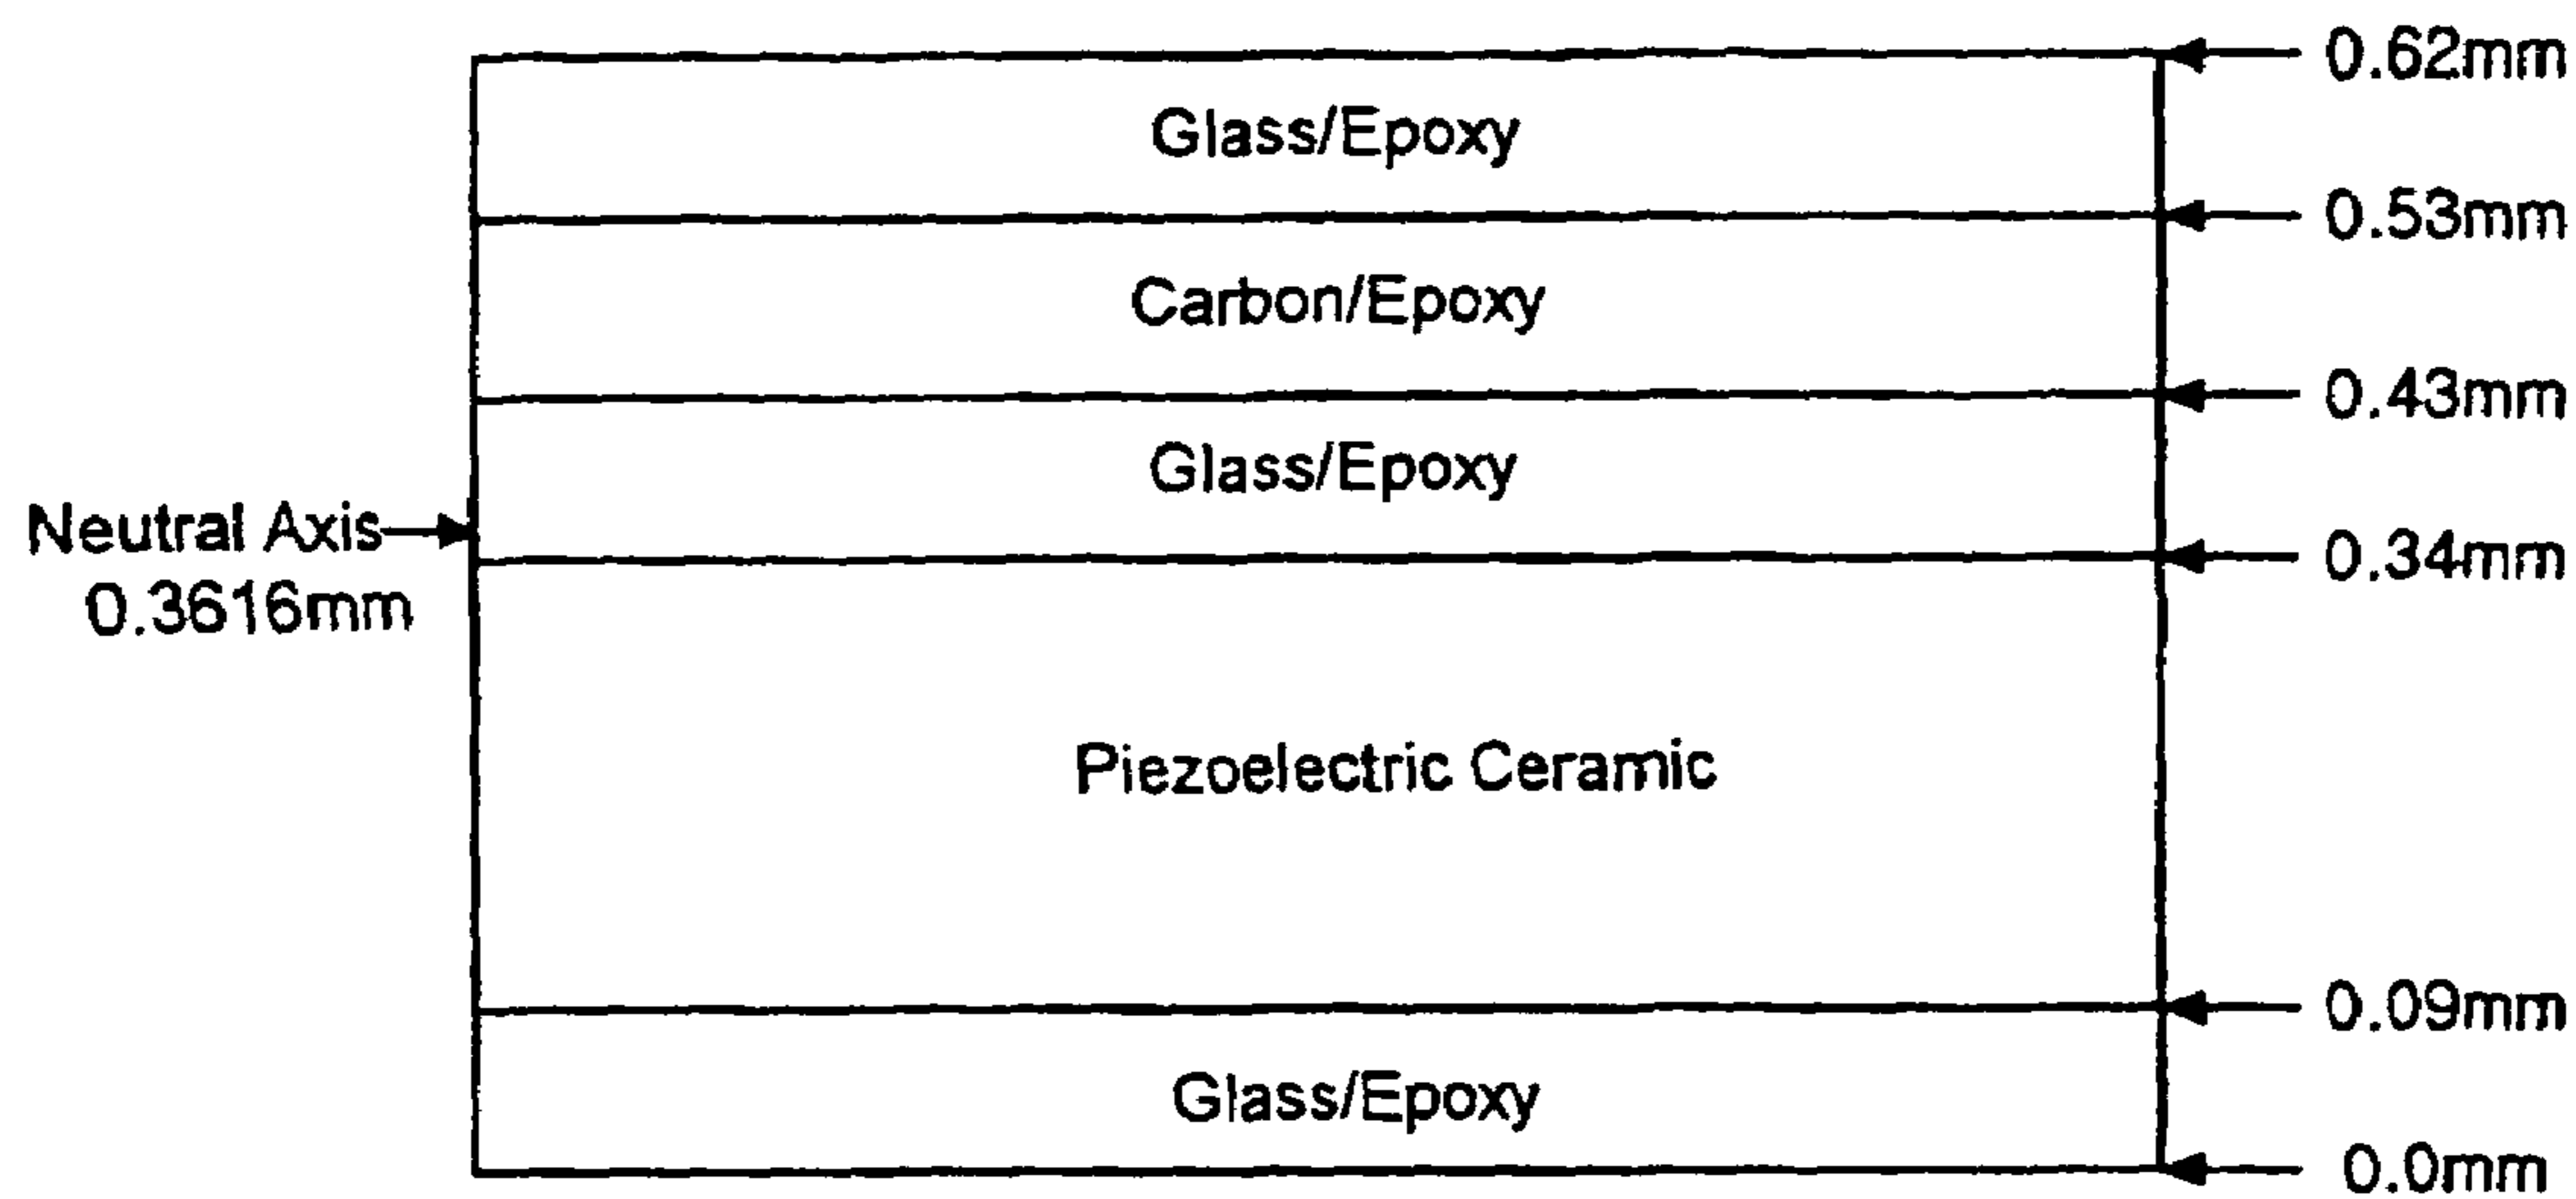 0.62mm
Glass/Epoxy
0.53mm
Carbon/Epoxy
0.43mm
Glass/Epoxy
Neutral Axis
0.3616mm
0.34mm
Piezoelectric Ceramic
0.09mm
Glass/Epoxy
0.0mm